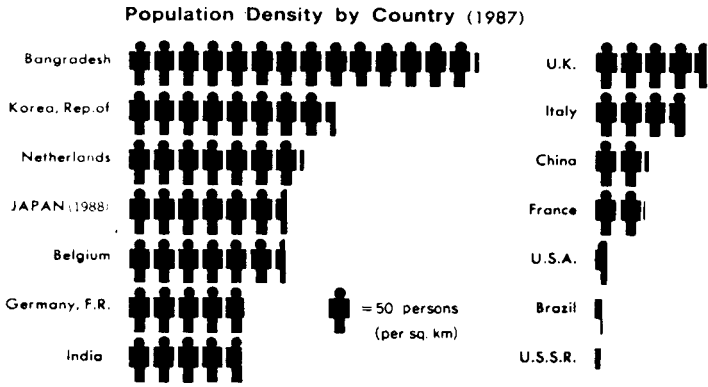 Population Density by Country (1987)
Bangradesh
Korea, Rep.of
Netherlands
JAPAN (1988)
Belgium
Germany, F.R.
India
U.K.
Italy
China
France
U.S.A.
Brazil
U.S.S.R.
=50 persons
(per sq. km)